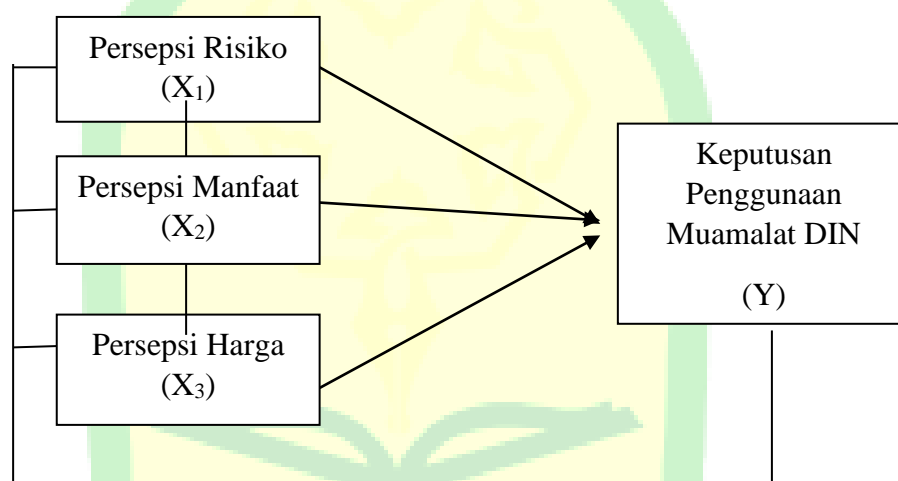 Persepsi Risiko
(X₁)
Persepsi Manfaat
(X₂)
Persepsi Harga
(X₃)
Keputusan
Penggunaan
Muamalat DIN
(Y)